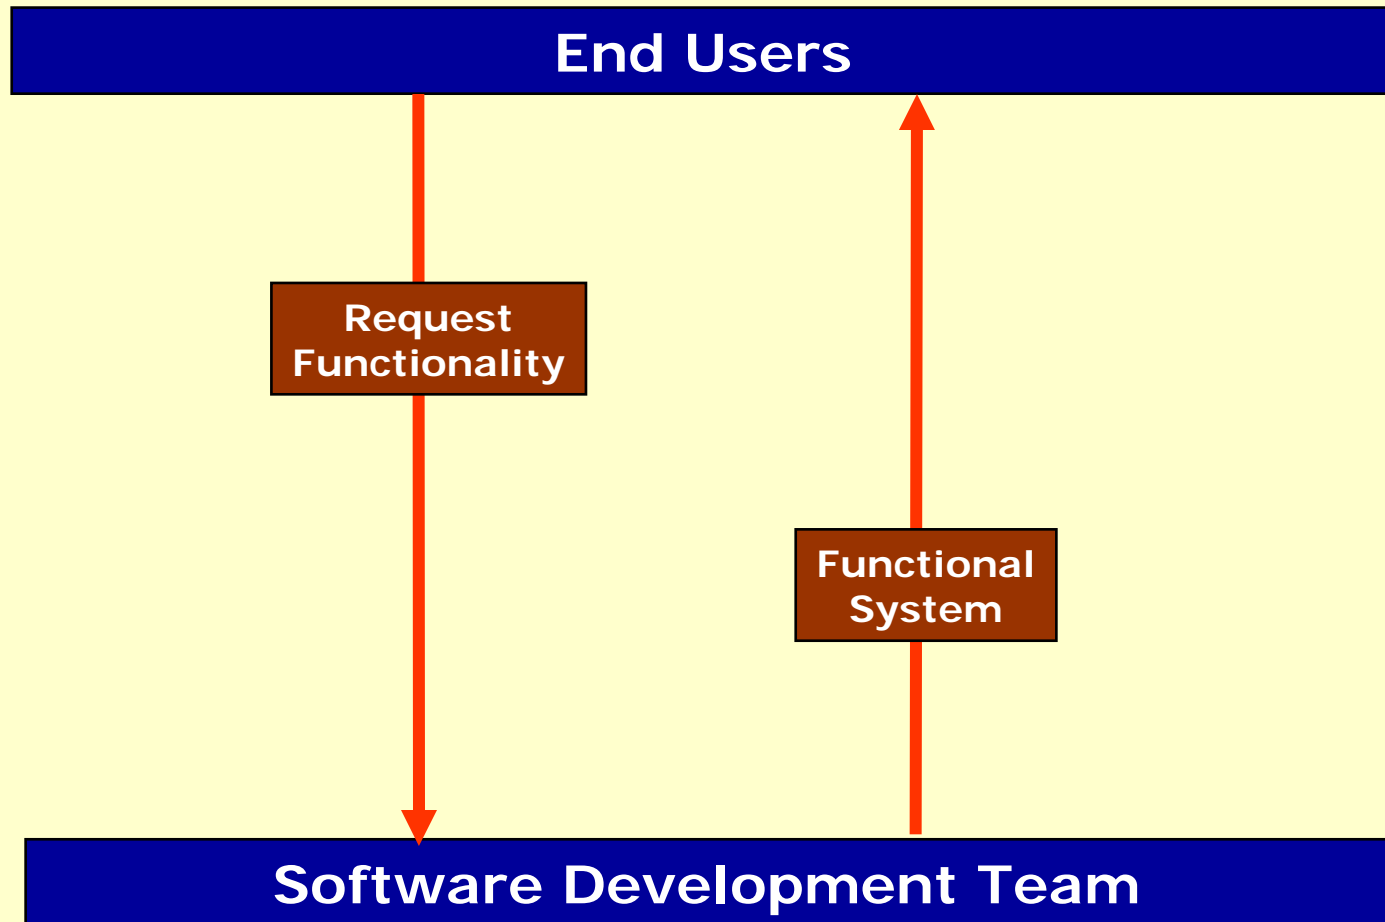 End Users
Request
Functionality
Functional
System
Software Development Team